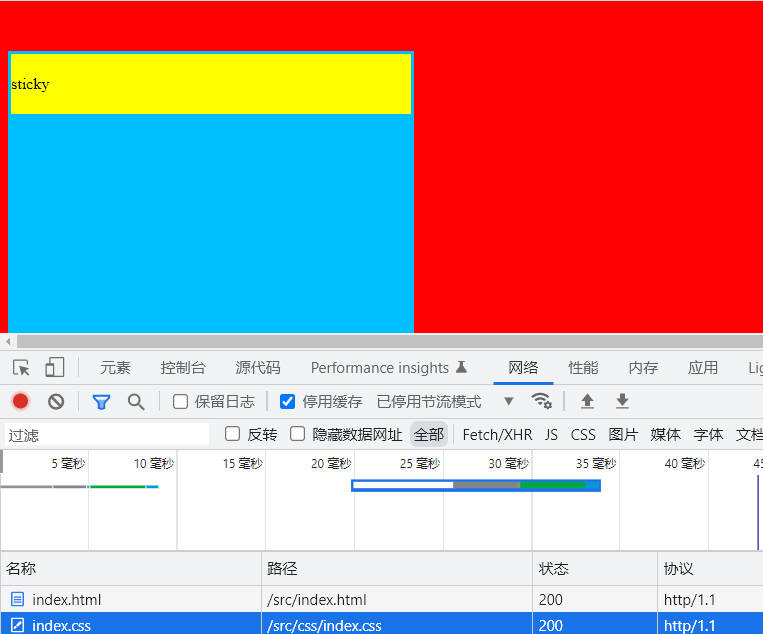 sticky
元素 控制台 源代码 Performance insights 网络 性能 内存 应用 Lig
保留日志 停用缓存 已停用节流模式
过滤 反转 隐藏数据网址 全部 Fetch/XHR JS CSS 图片 媒体 字体 文档
5 毫秒 10 毫秒 15 毫秒 20 毫秒 25 毫秒 30 毫秒 35 毫秒 40 毫秒 45
名称 路径 状态 协议
index.html /src/index.html 200 http/1.1
index.css /src/css/index.css 200 http/1.1